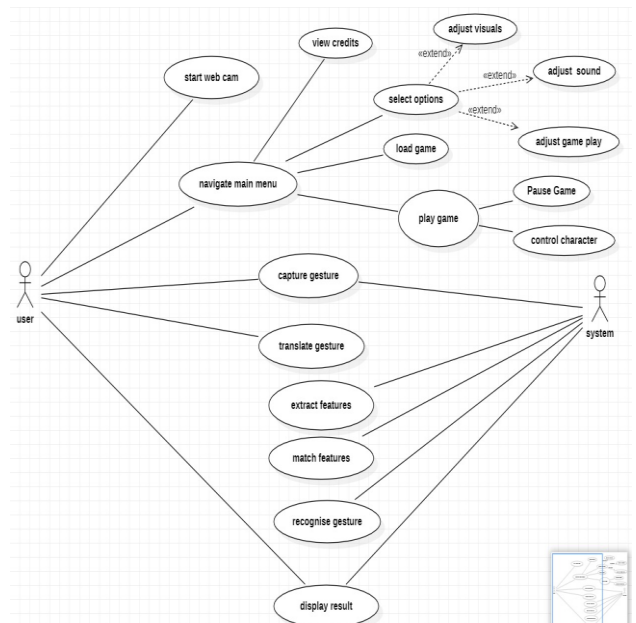 adjust visuals
view credits
«extend»
start web cam
adjust sound
«extend»
select options
«extend»
adjust game play
load game
navigate main menu
Pause Game
play game
control character
capture gesture
user
system
translate gesture
extract features
match features
recognise gesture
display result